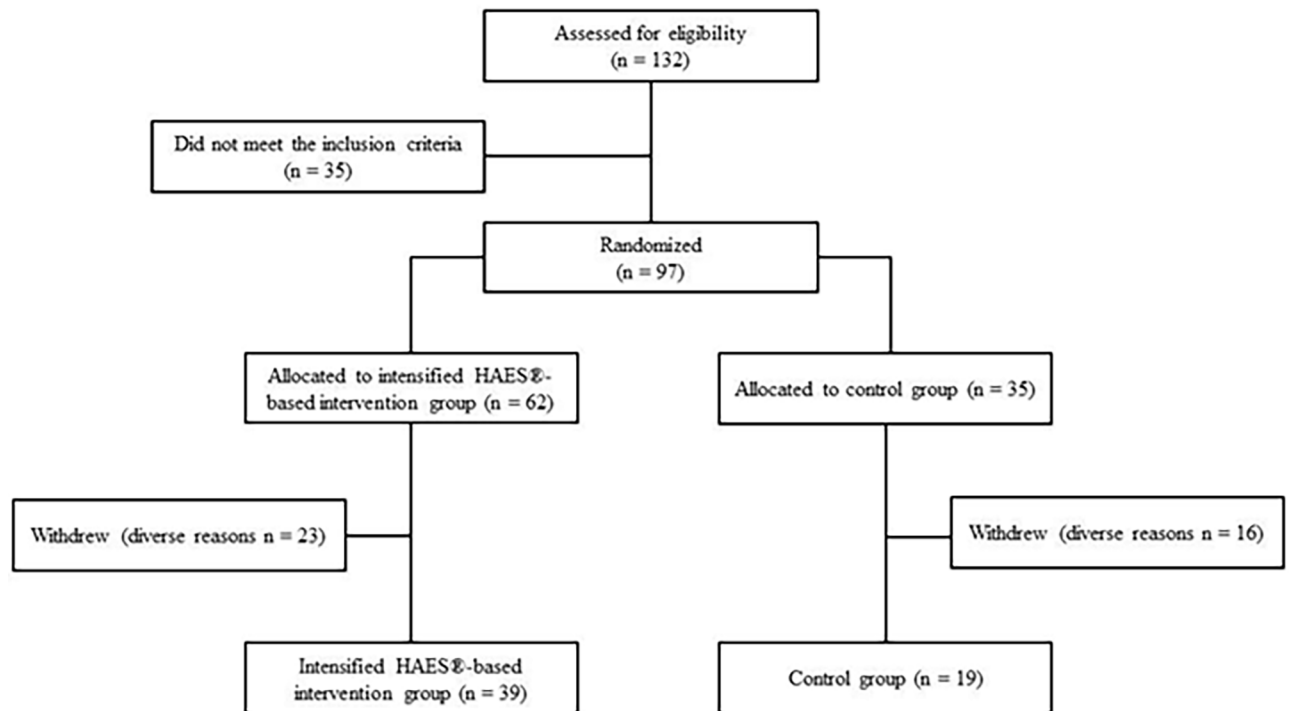 Assessed for eligibility
(n = 132)
Did not meet the inclusion criteria
(n = 35)
Randomized
(n = 97)
Allocated to intensified HAES®-
based intervention group (n = 62)
Allocated to control group (n = 35)
Withdrew (diverse reasons n = 23)
Withdrew (diverse reasons n = 16)
Intensified HAES®-based
intervention group (n = 39)
Control group (n = 19)